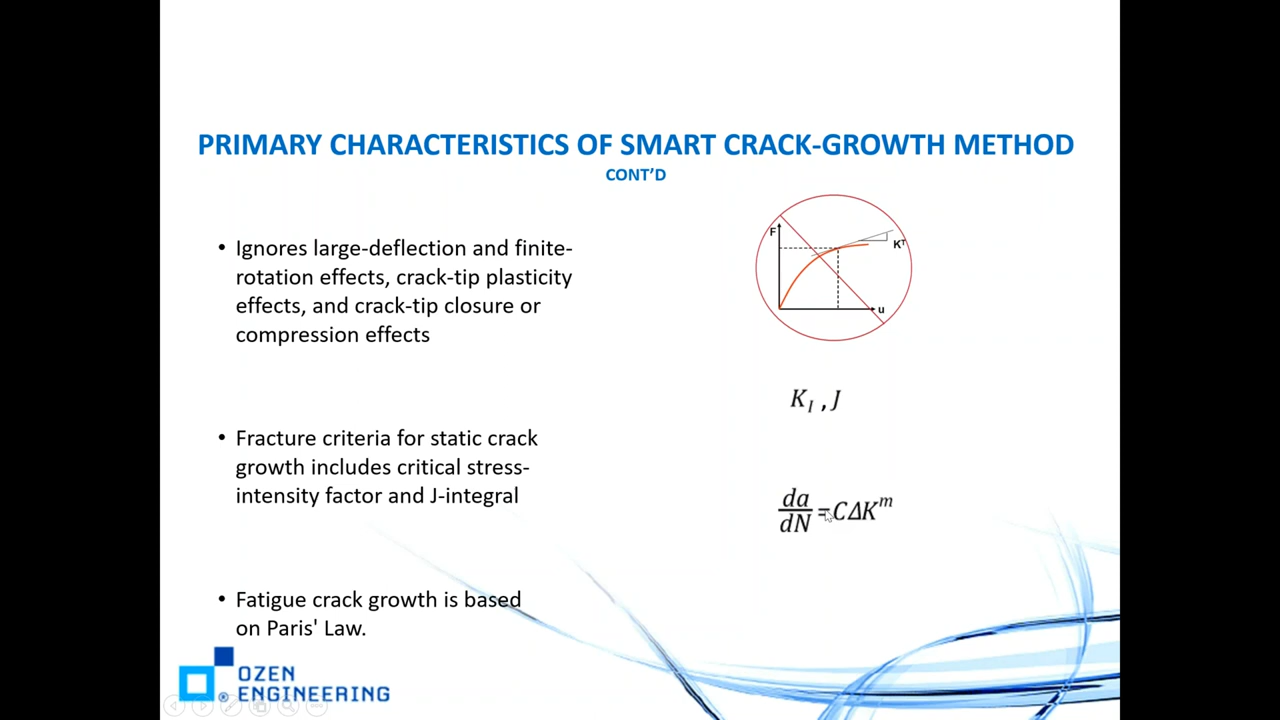 PRIMARY CHARACTERISTICS OF SMART CRACK-GROWTH METHOD
CONT'D
• Ignores large-deflection and finite-
rotation effects, crack-tip plasticity
effects, and crack-tip closure or
compression effects
F
Kᵀ
u
• Fracture criteria for static crack
growth includes critical stress-
intensity factor and J-integral
K_I , J
• Fatigue crack growth is based
on Paris' Law.
da/dN = CΔK^m
OZEN
ENGINEERING